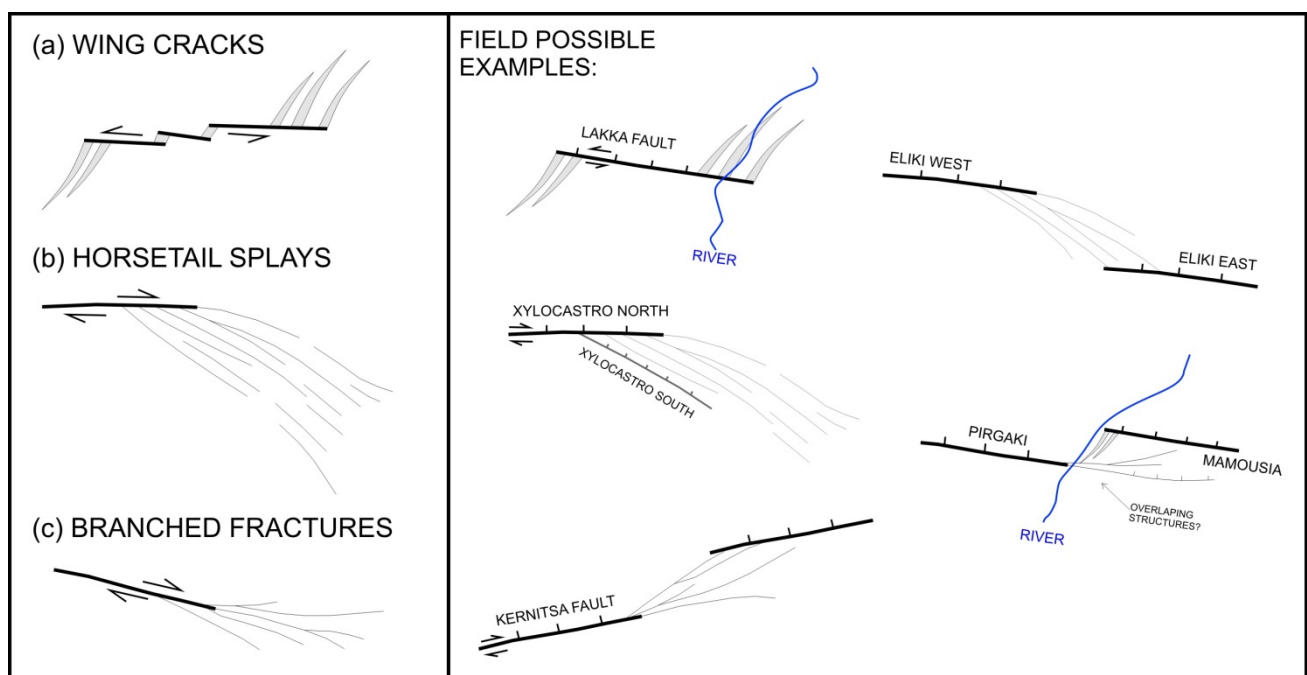 (a) WING CRACKS
(b) HORSETAIL SPLAYS
(c) BRANCHED FRACTURES
FIELD POSSIBLE
EXAMPLES:
LAKKA FAULT
RIVER
ELIKI WEST
ELIKI EAST
XYLOCASTRO NORTH
XYLOCASTRO SOUTH
PIRGAKI
MAMOUSIA
OVERLAPING
STRUCTURES?
RIVER
KERNITSA FAULT